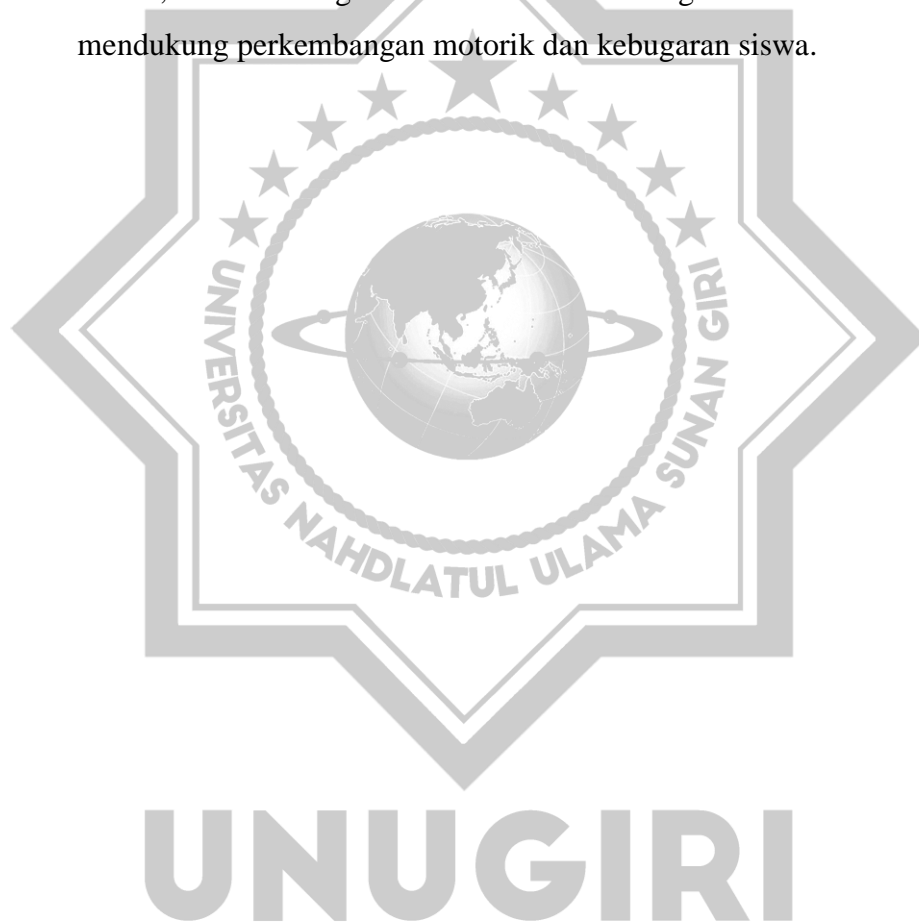 mendukung perkembangan motorik dan kebugaran siswa.
UNIVERSITAS NAHDLATUL ULAMA SUNAN GIRI
UNUGIRI